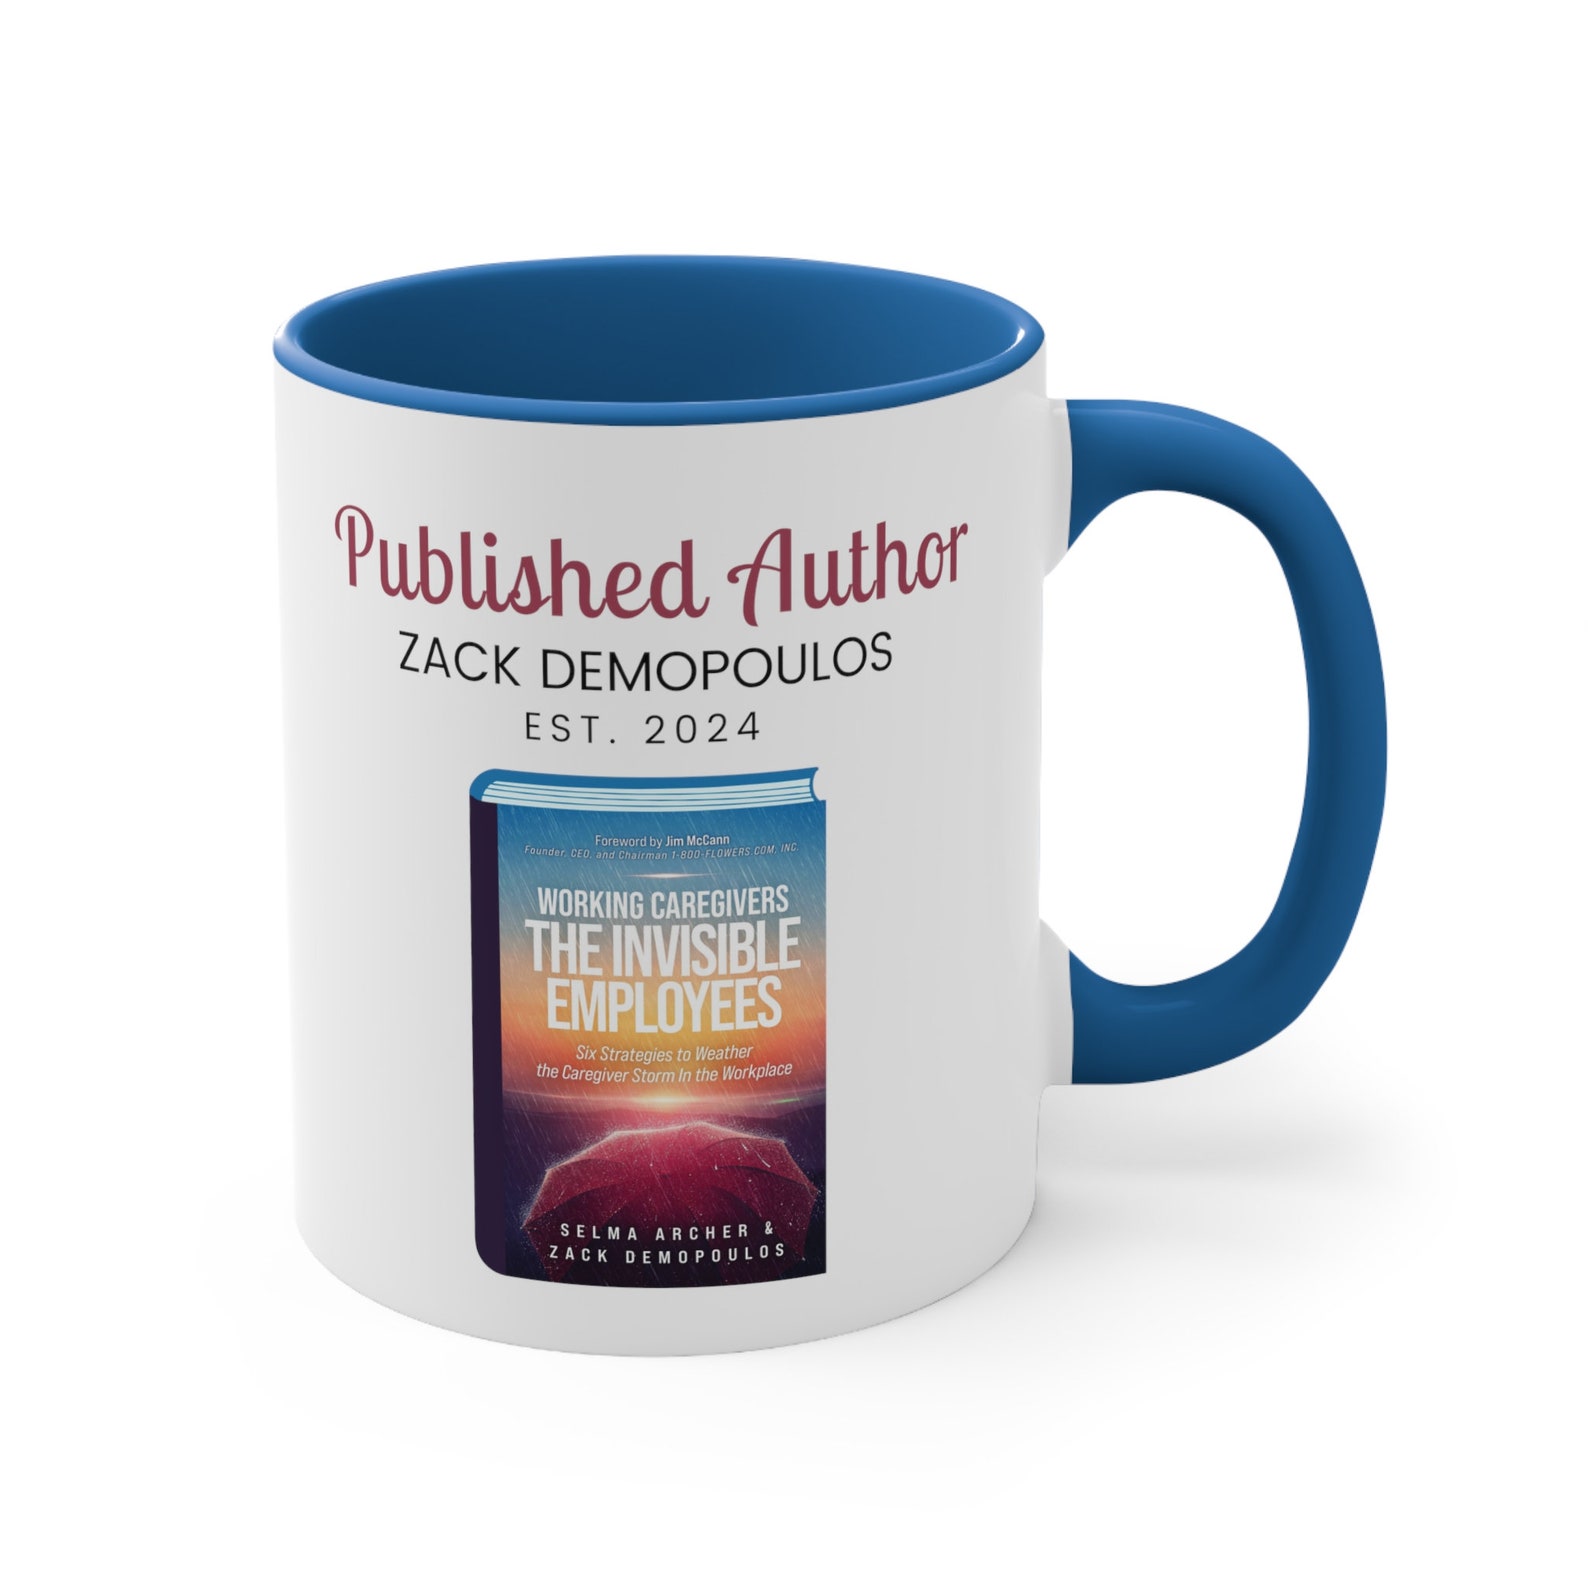 Published Author
ZACK DEMOPOULOS
EST. 2024
Foreword by Jim McCann
Founder, CEO, and Chairman 1-800-FLOWERS.COM, INC.
WORKING CAREGIVERS
THE INVISIBLE
EMPLOYEES
Six Strategies to Weather
the Caregiver Storm In the Workplace
SELMA ARCHER &
ZACK DEMOPOULOS